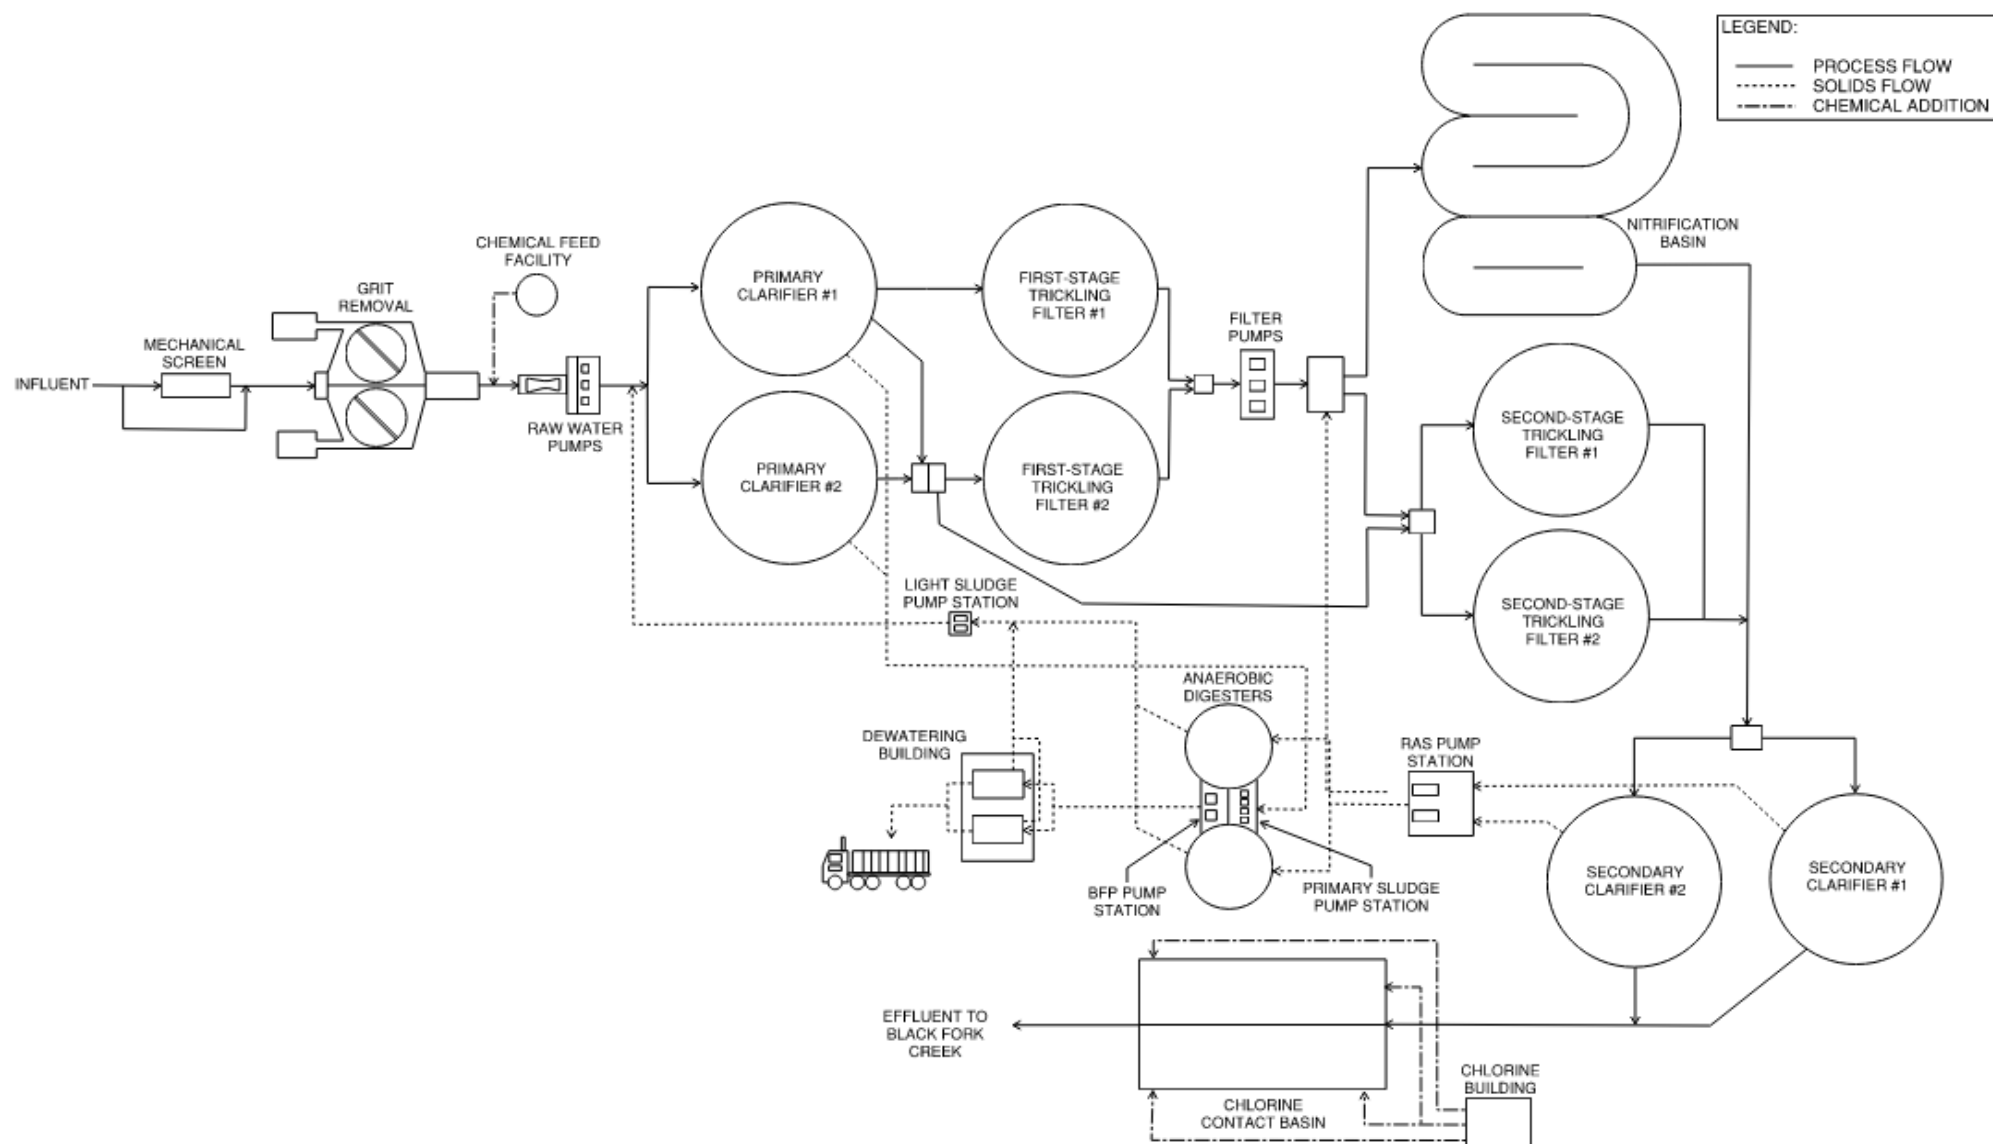 LEGEND:
PROCESS FLOW
SOLIDS FLOW
CHEMICAL ADDITION
NITRIFICATION
BASIN
CHEMICAL FEED
FACILITY
GRIT
REMOVAL
MECHANICAL
SCREEN
INFLUENT
RAW WATER
PUMPS
PRIMARY
CLARIFIER #1
PRIMARY
CLARIFIER #2
FIRST-STAGE
TRICKLING
FILTER #1
FIRST-STAGE
TRICKLING
FILTER #2
FILTER
PUMPS
SECOND-STAGE
TRICKLING
FILTER #1
SECOND-STAGE
TRICKLING
FILTER #2
LIGHT SLUDGE
PUMP STATION
ANAEROBIC
DIGESTERS
DEWATERING
BUILDING
RAS PUMP
STATION
BFP PUMP
STATION
PRIMARY SLUDGE
PUMP STATION
SECONDARY
CLARIFIER #2
SECONDARY
CLARIFIER #1
EFFLUENT TO
BLACK FORK
CREEK
CHLORINE
CONTACT BASIN
CHLORINE
BUILDING